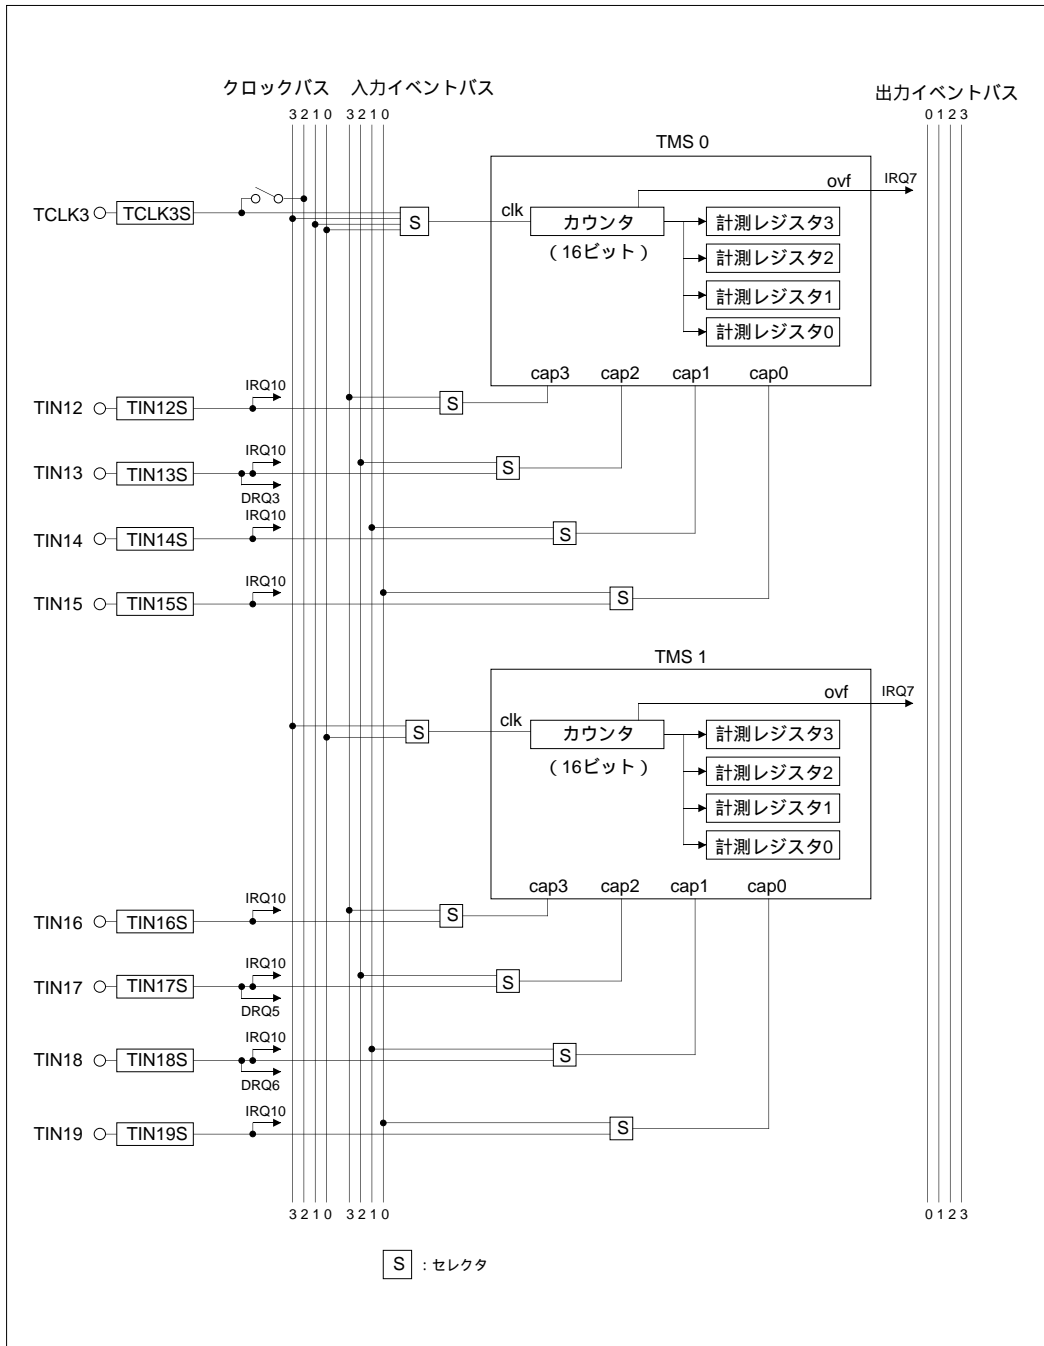 クロックバス 入力イベントバス 出力イベントバス
3 2 1 0 3 2 1 0 0 1 2 3
TMS 0
ovf IRQ7
TCLK3 TCLK3S S clk カウンタ 計測レジスタ3
（16ビット） 計測レジスタ2
計測レジスタ1
計測レジスタ0
cap3 cap2 cap1 cap0
IRQ10
TIN12 TIN12S S
IRQ10
TIN13 TIN13S S
DRQ3
IRQ10
TIN14 TIN14S S
IRQ10
TIN15 TIN15S S
TMS 1
ovf IRQ7
S clk カウンタ 計測レジスタ3
（16ビット） 計測レジスタ2
計測レジスタ1
計測レジスタ0
cap3 cap2 cap1 cap0
IRQ10
TIN16 TIN16S S
IRQ10
TIN17 TIN17S S
DRQ5
IRQ10
TIN18 TIN18S S
DRQ6
IRQ10
TIN19 TIN19S S
3 2 1 0 3 2 1 0 0 1 2 3
S ：セレクタ